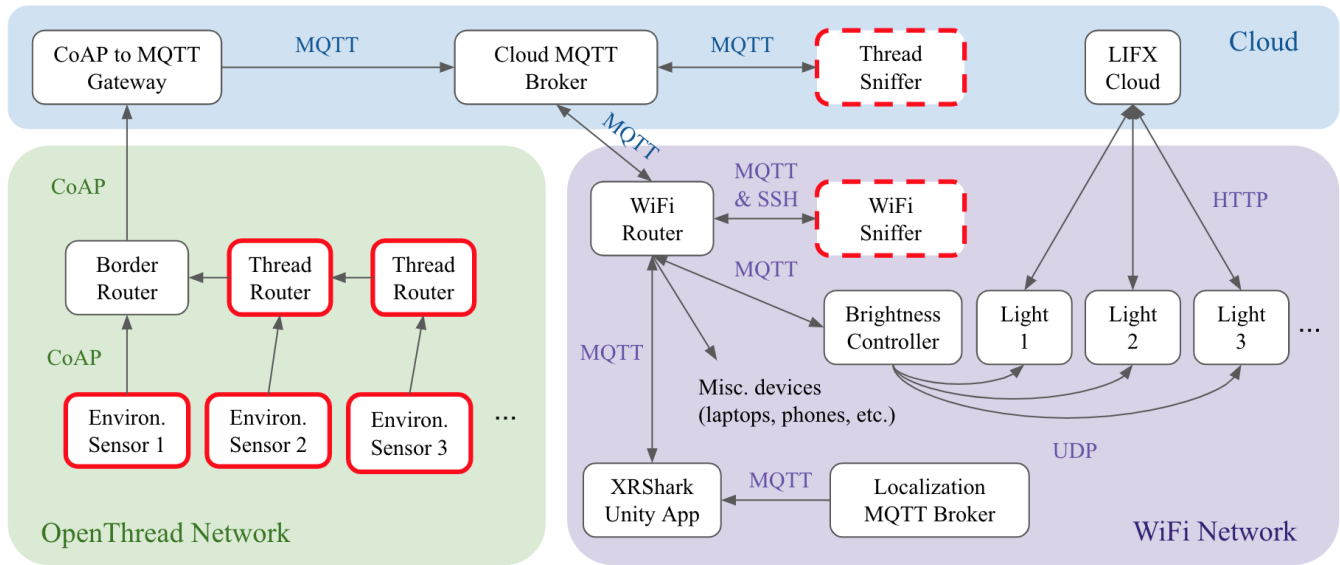 CoAP to MQTT
Gateway
MQTT
Cloud MQTT
Broker
MQTT
Thread
Sniffer
LIFX
Cloud
Cloud
MQTT
CoAP
Border
Router
Thread
Router
Thread
Router
CoAP
Environ.
Sensor 1
Environ.
Sensor 2
Environ.
Sensor 3
...
OpenThread Network
WiFi
Router
MQTT
& SSH
WiFi
Sniffer
HTTP
MQTT
Brightness
Controller
Light
1
Light
2
Light
3
...
MQTT
Misc. devices
(laptops, phones, etc.)
UDP
XRShark
Unity App
MQTT
Localization
MQTT Broker
WiFi Network